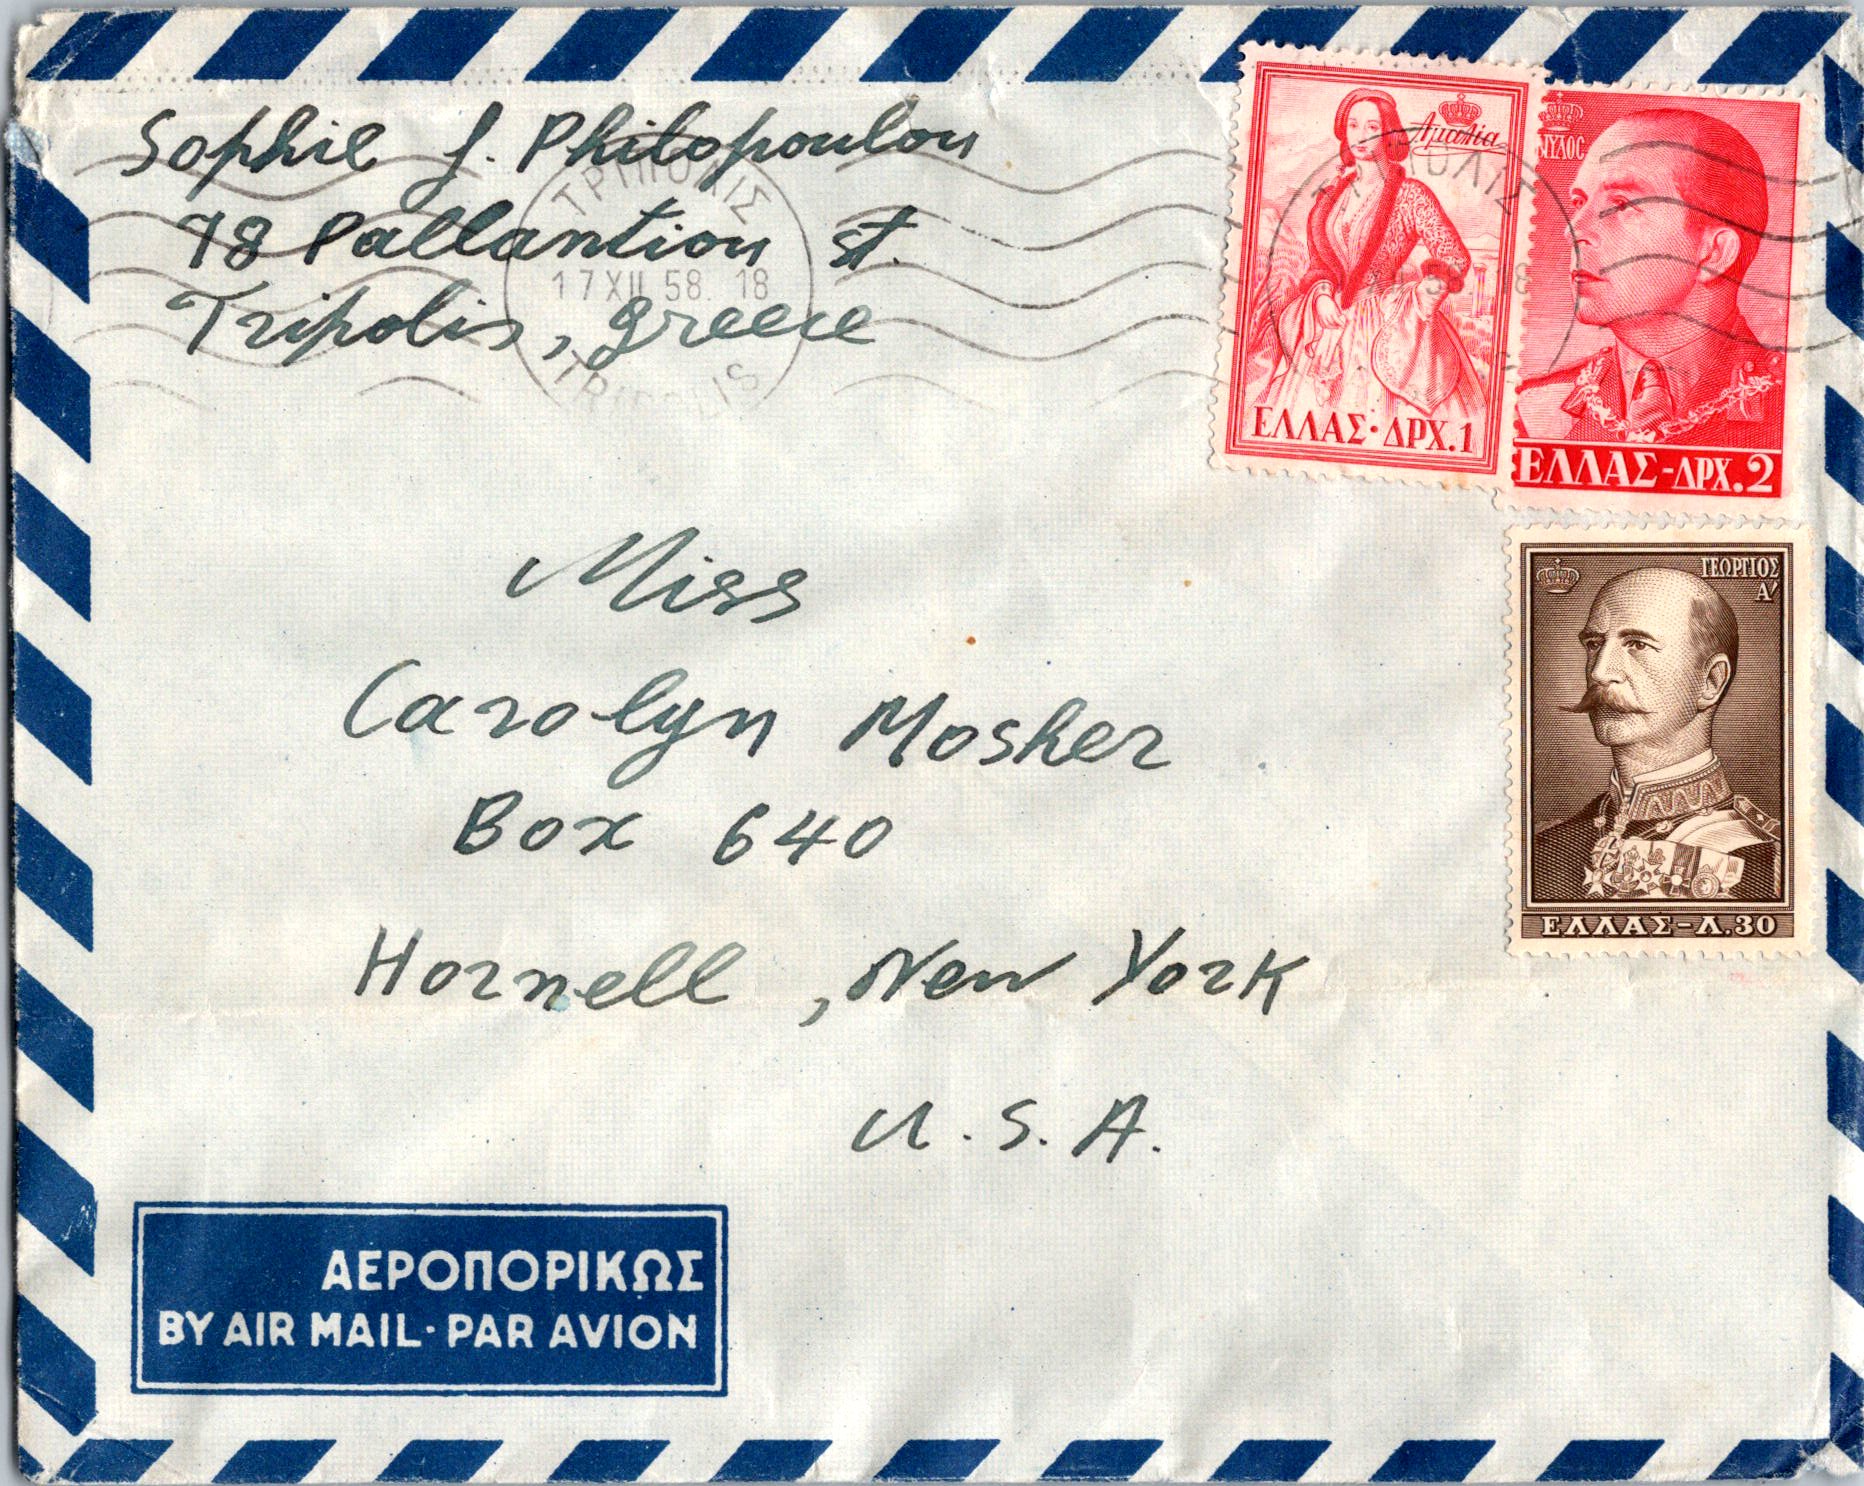 Sophie J. Philopoulou
78 Pallantiou st.
Tripolis, Greece
ΤΡΙΠΟΛΙΣ
17 XII 58. 18
TRIPOLIS
Αμαλία
ΕΛΛΑΣ·ΔΡΧ.1
ΕΛΛΑΣ-ΔΡΧ.2
ΓΕΩΡΓΙΟΣ
Α'
ΕΛΛΑΣ-Λ.30
Miss
Carolyn Mosher
Box 640
Hornell, New York
U.S.A.
ΑΕΡΟΠΟΡΙΚΩΣ
BY AIR MAIL·PAR AVION